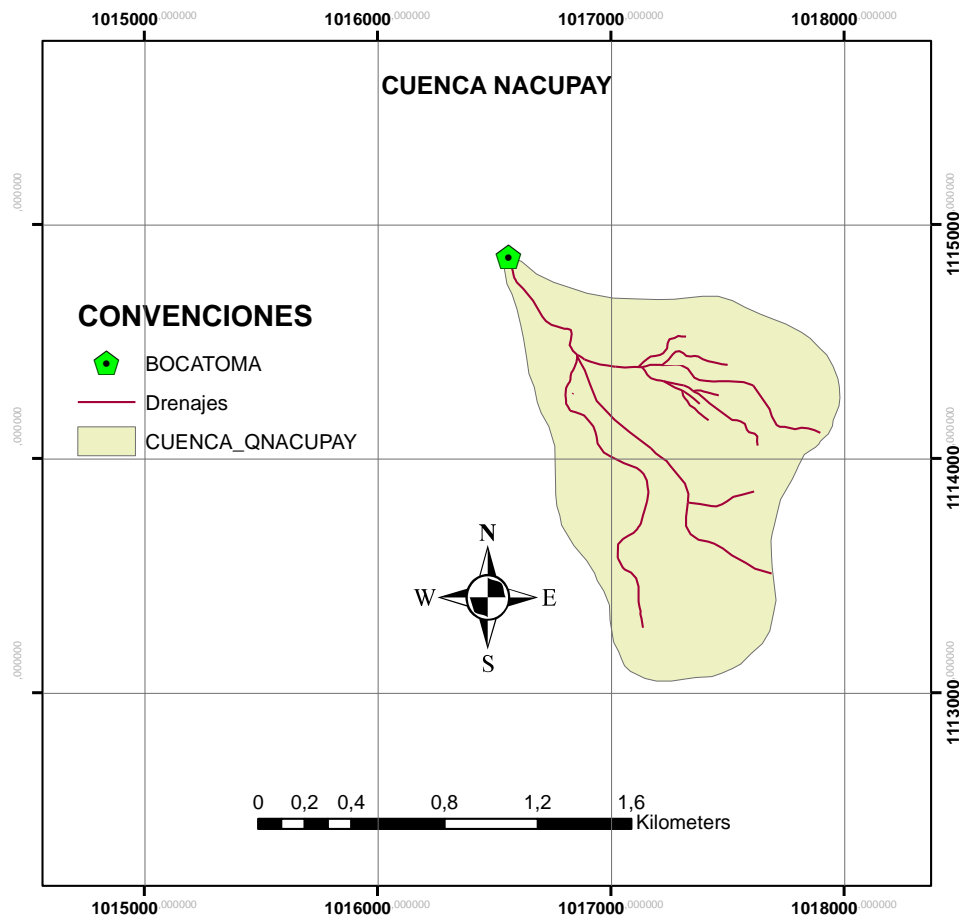 1015000,000000 1016000,000000 1017000,000000 1018000,000000
CUENCA NACUPAY
,000000 1115000,000000
CONVENCIONES
BOCATOMA
Drenajes
CUENCA_QNACUPAY
,000000 1114000,000000
N
W E
S
,000000 1113000,000000
0 0,2 0,4 0,8 1,2 1,6
Kilometers
1015000,000000 1016000,000000 1017000,000000 1018000,000000